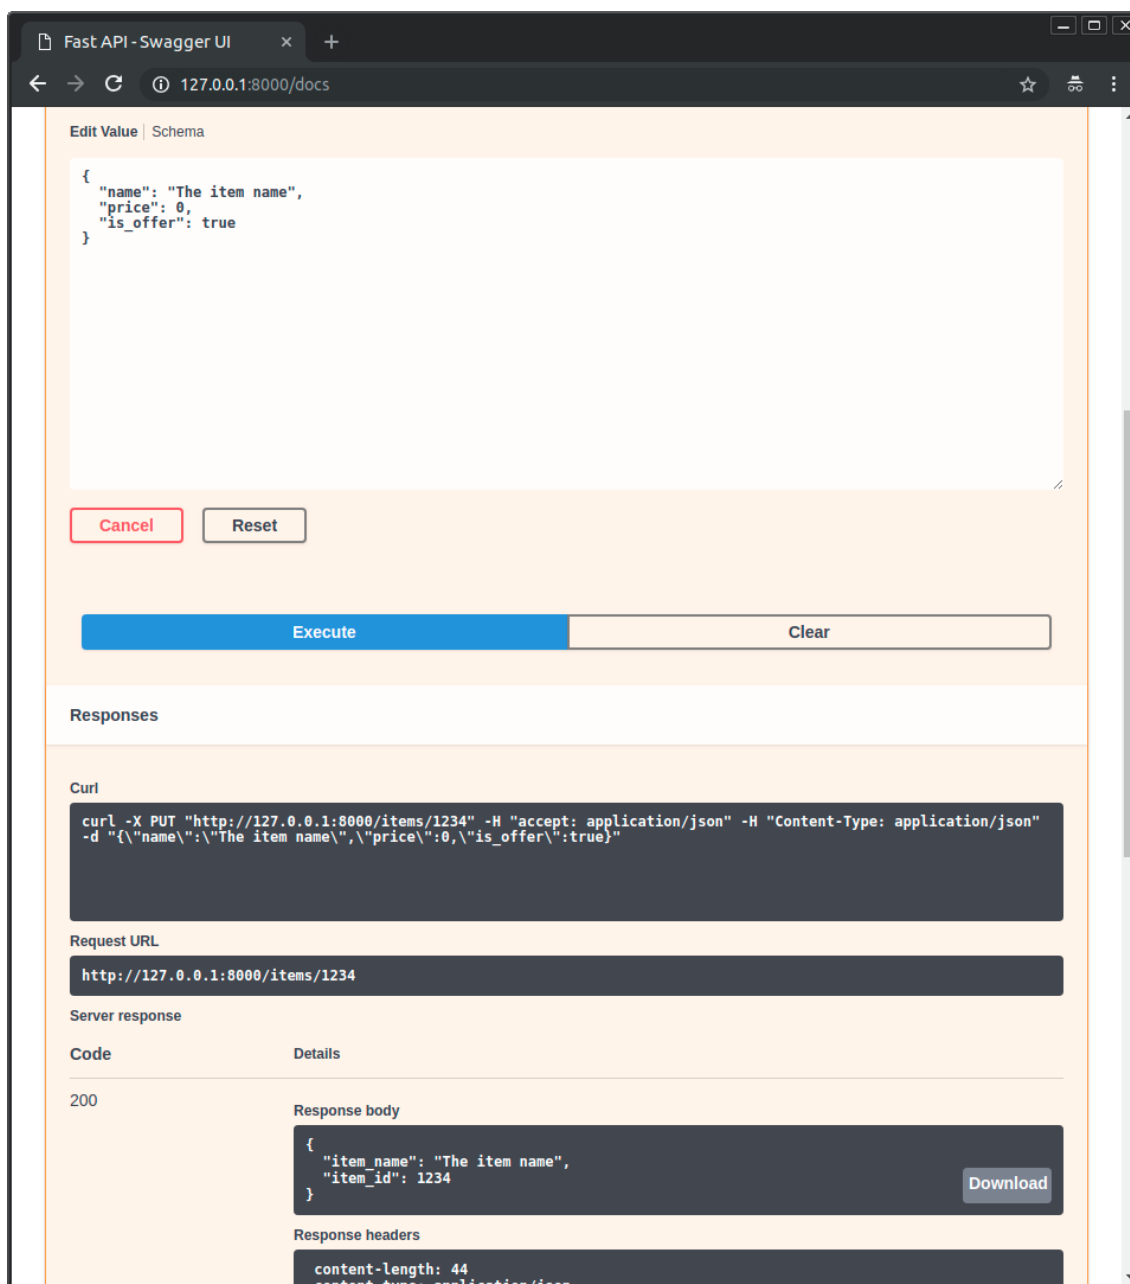 Fast API - Swagger UI
127.0.0.1:8000/docs
Edit Value | Schema
{
  "name": "The item name",
  "price": 0,
  "is_offer": true
}
Cancel Reset
Execute Clear
Responses
Curl
curl -X PUT "http://127.0.0.1:8000/items/1234" -H "accept: application/json" -H "Content-Type: application/json"
-d "{\"name\":\"The item name\",\"price\":0,\"is_offer\":true}"
Request URL
http://127.0.0.1:8000/items/1234
Server response
Code Details
200
Response body
{
  "item_name": "The item name",
  "item_id": 1234
}
Download
Response headers
content-length: 44
content-type: application/json